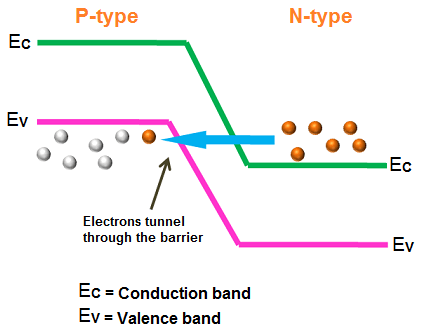 P-type
N-type
Ec
Ev
Ec
Electrons tunnel
through the barrier
Ev
Ec = Conduction band
Ev = Valence band